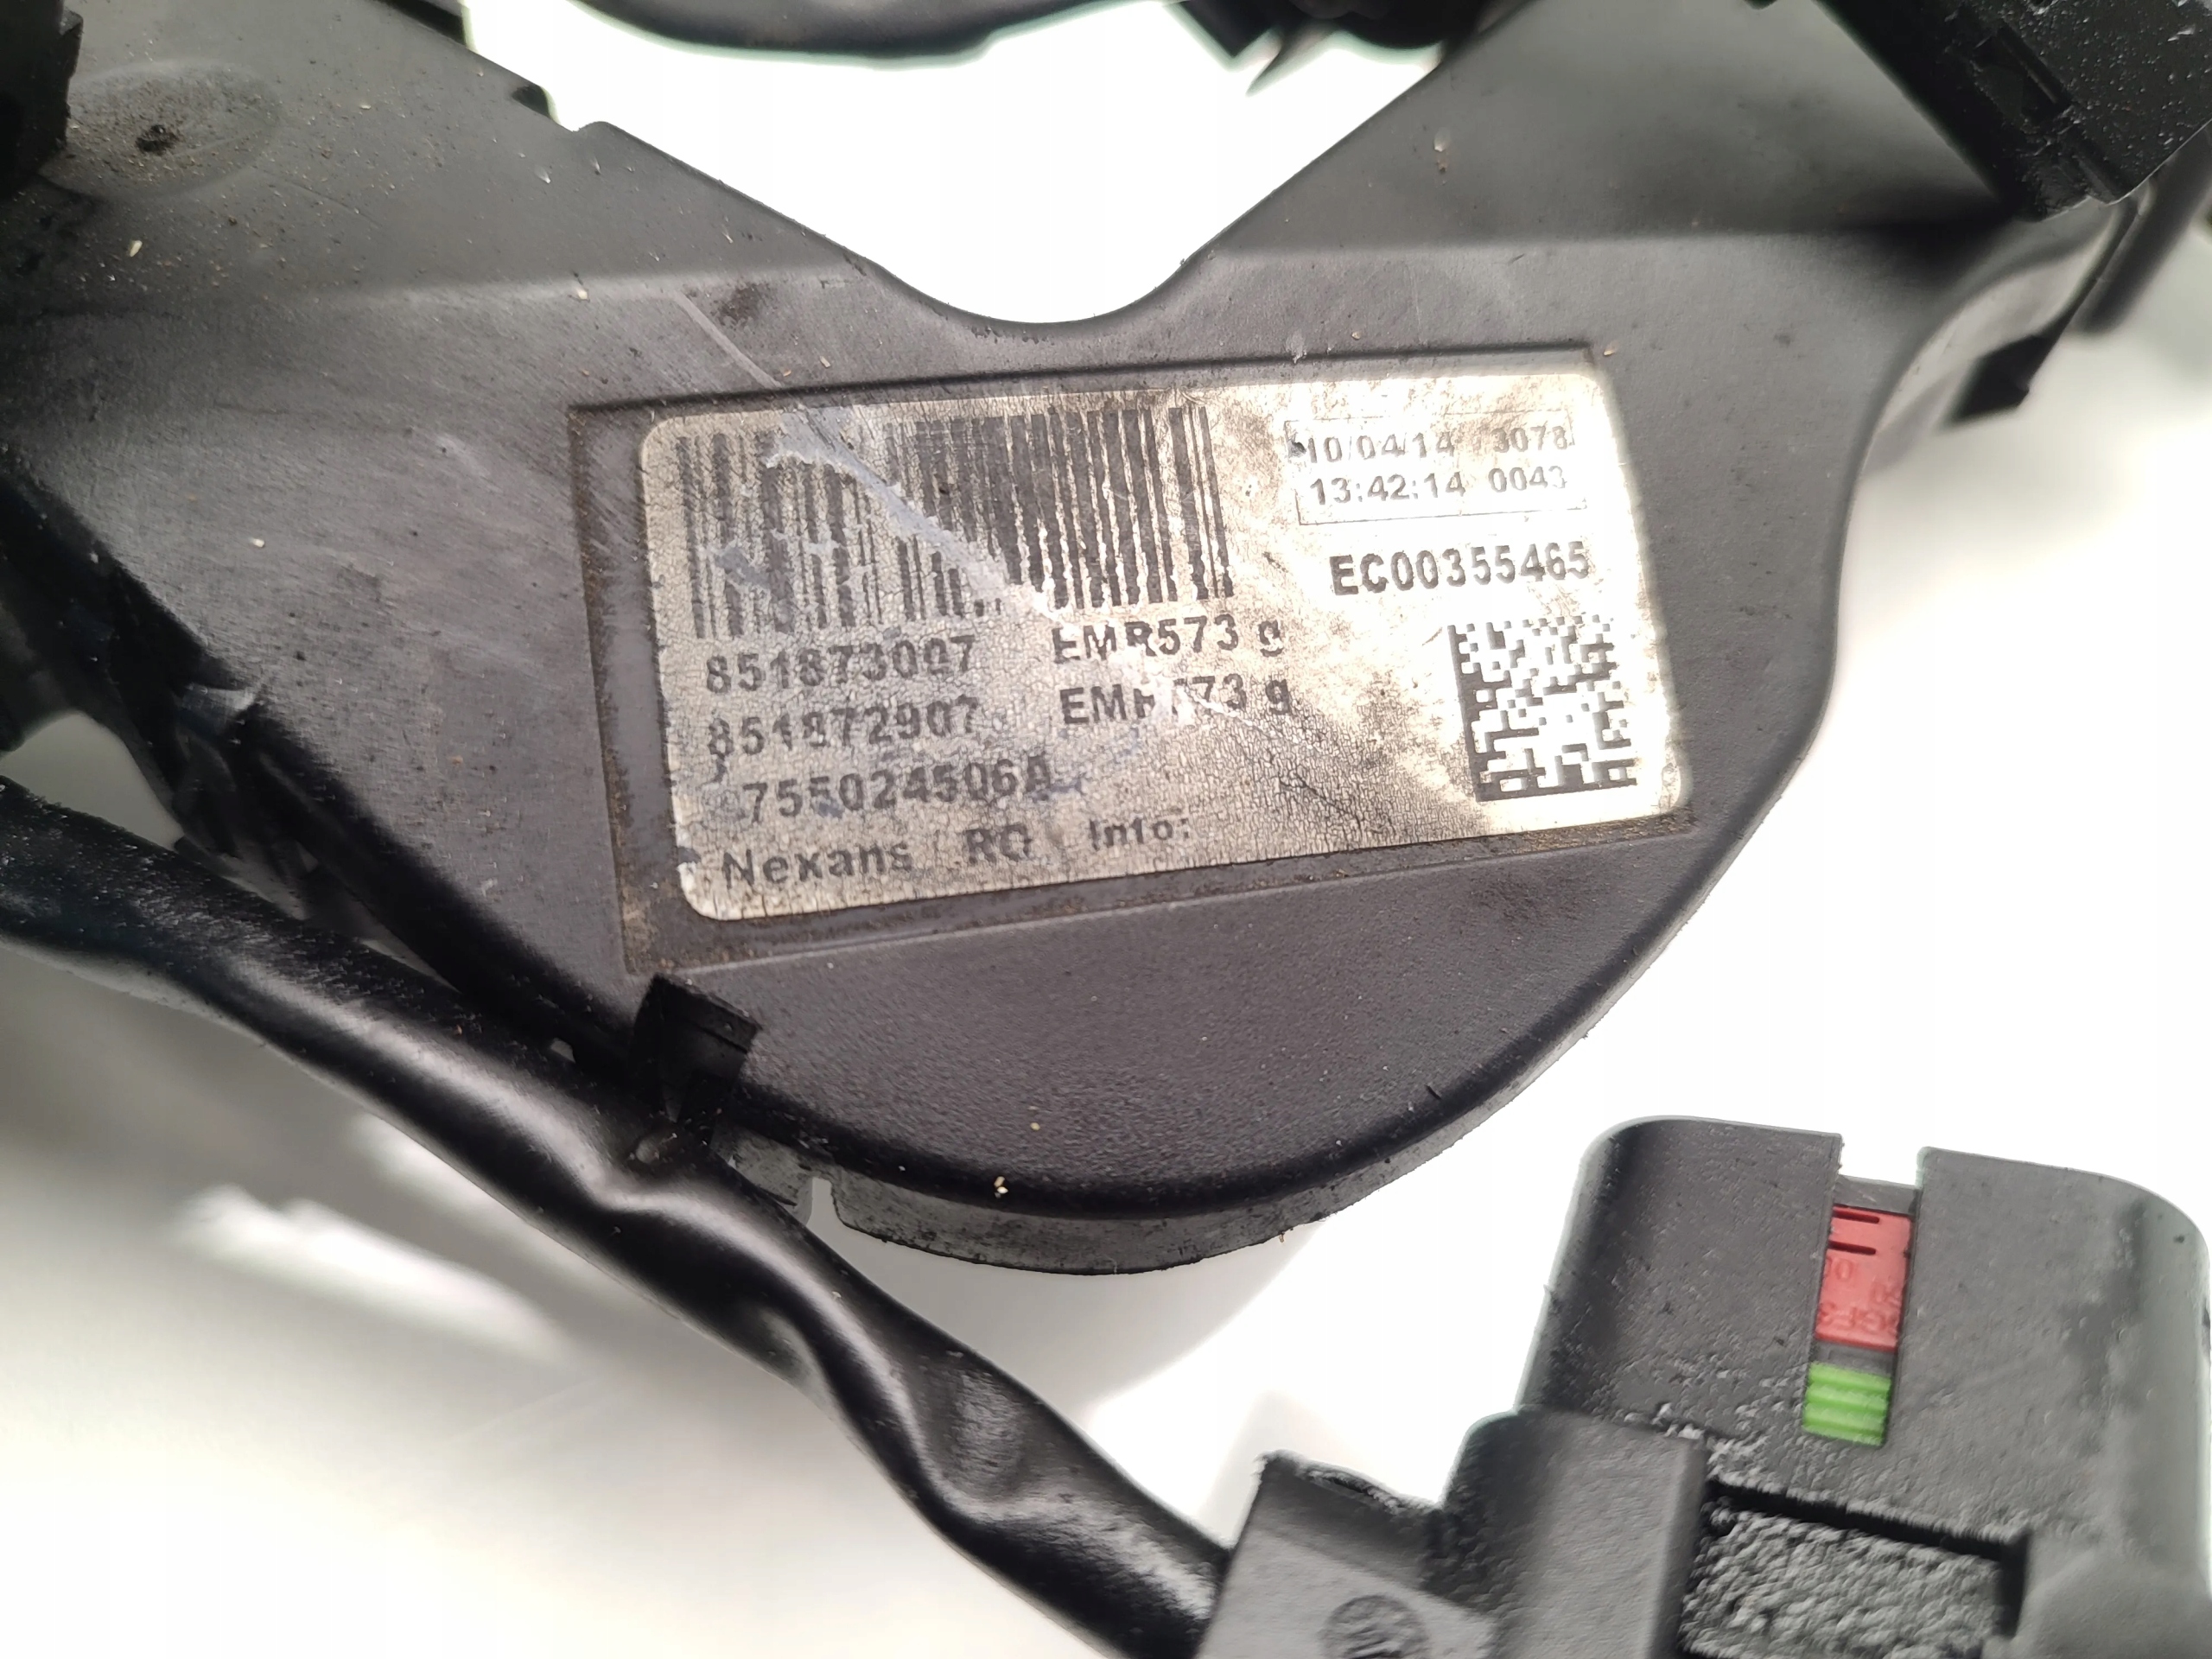 10/04/14 3078
13:42:14 0043
EC00355465
851873007 EMR573 g
851872907 g
755024506A
Nexans RO Info: